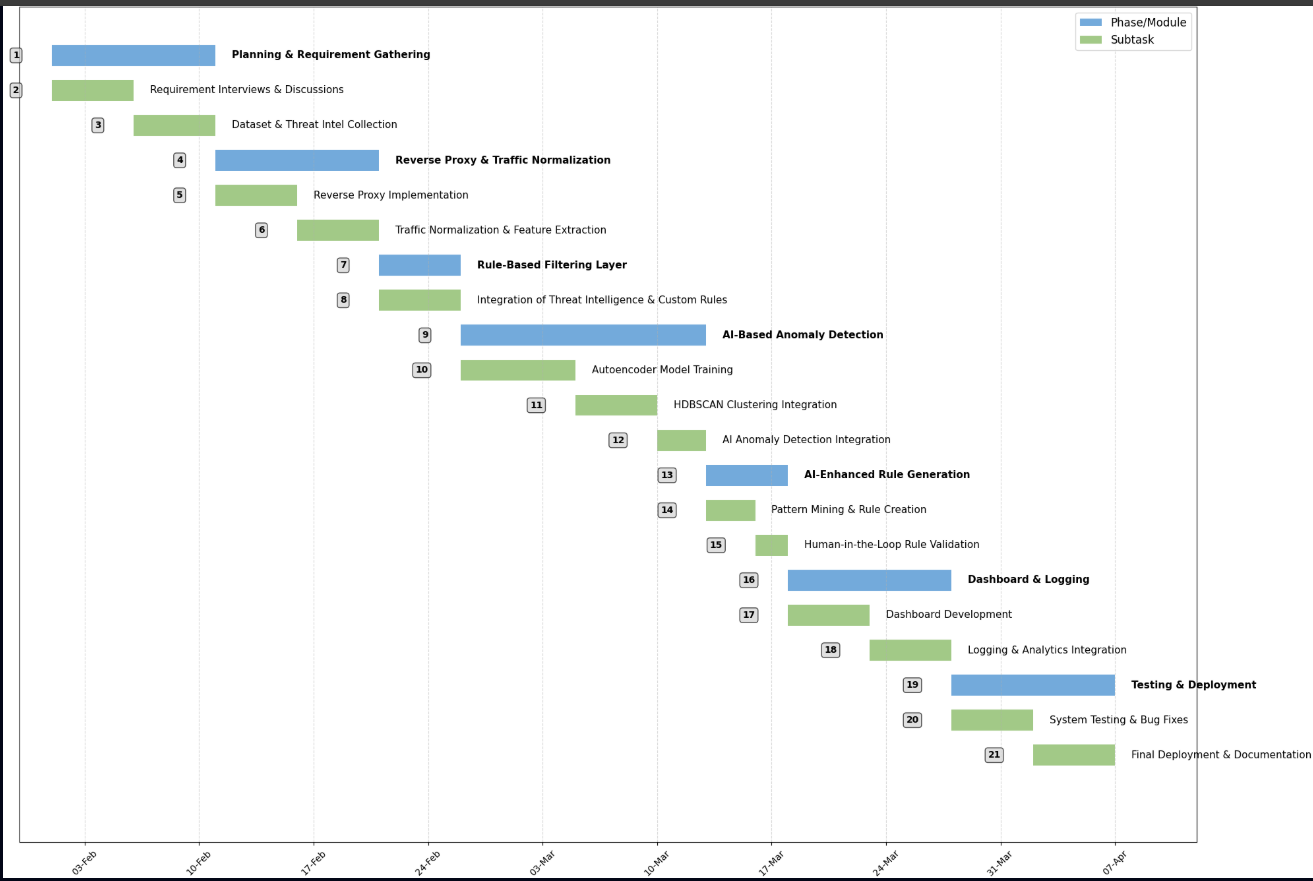 Phase/Module
Subtask
1 Planning & Requirement Gathering
2 Requirement Interviews & Discussions
3 Dataset & Threat Intel Collection
4 Reverse Proxy & Traffic Normalization
5 Reverse Proxy Implementation
6 Traffic Normalization & Feature Extraction
7 Rule-Based Filtering Layer
8 Integration of Threat Intelligence & Custom Rules
9 AI-Based Anomaly Detection
10 Autoencoder Model Training
11 HDBSCAN Clustering Integration
12 AI Anomaly Detection Integration
13 AI-Enhanced Rule Generation
14 Pattern Mining & Rule Creation
15 Human-in-the-Loop Rule Validation
16 Dashboard & Logging
17 Dashboard Development
18 Logging & Analytics Integration
19 Testing & Deployment
20 System Testing & Bug Fixes
21 Final Deployment & Documentation
03-Feb 10-Feb 17-Feb 24-Feb 03-Mar 10-Mar 17-Mar 24-Mar 31-Mar 07-Apr